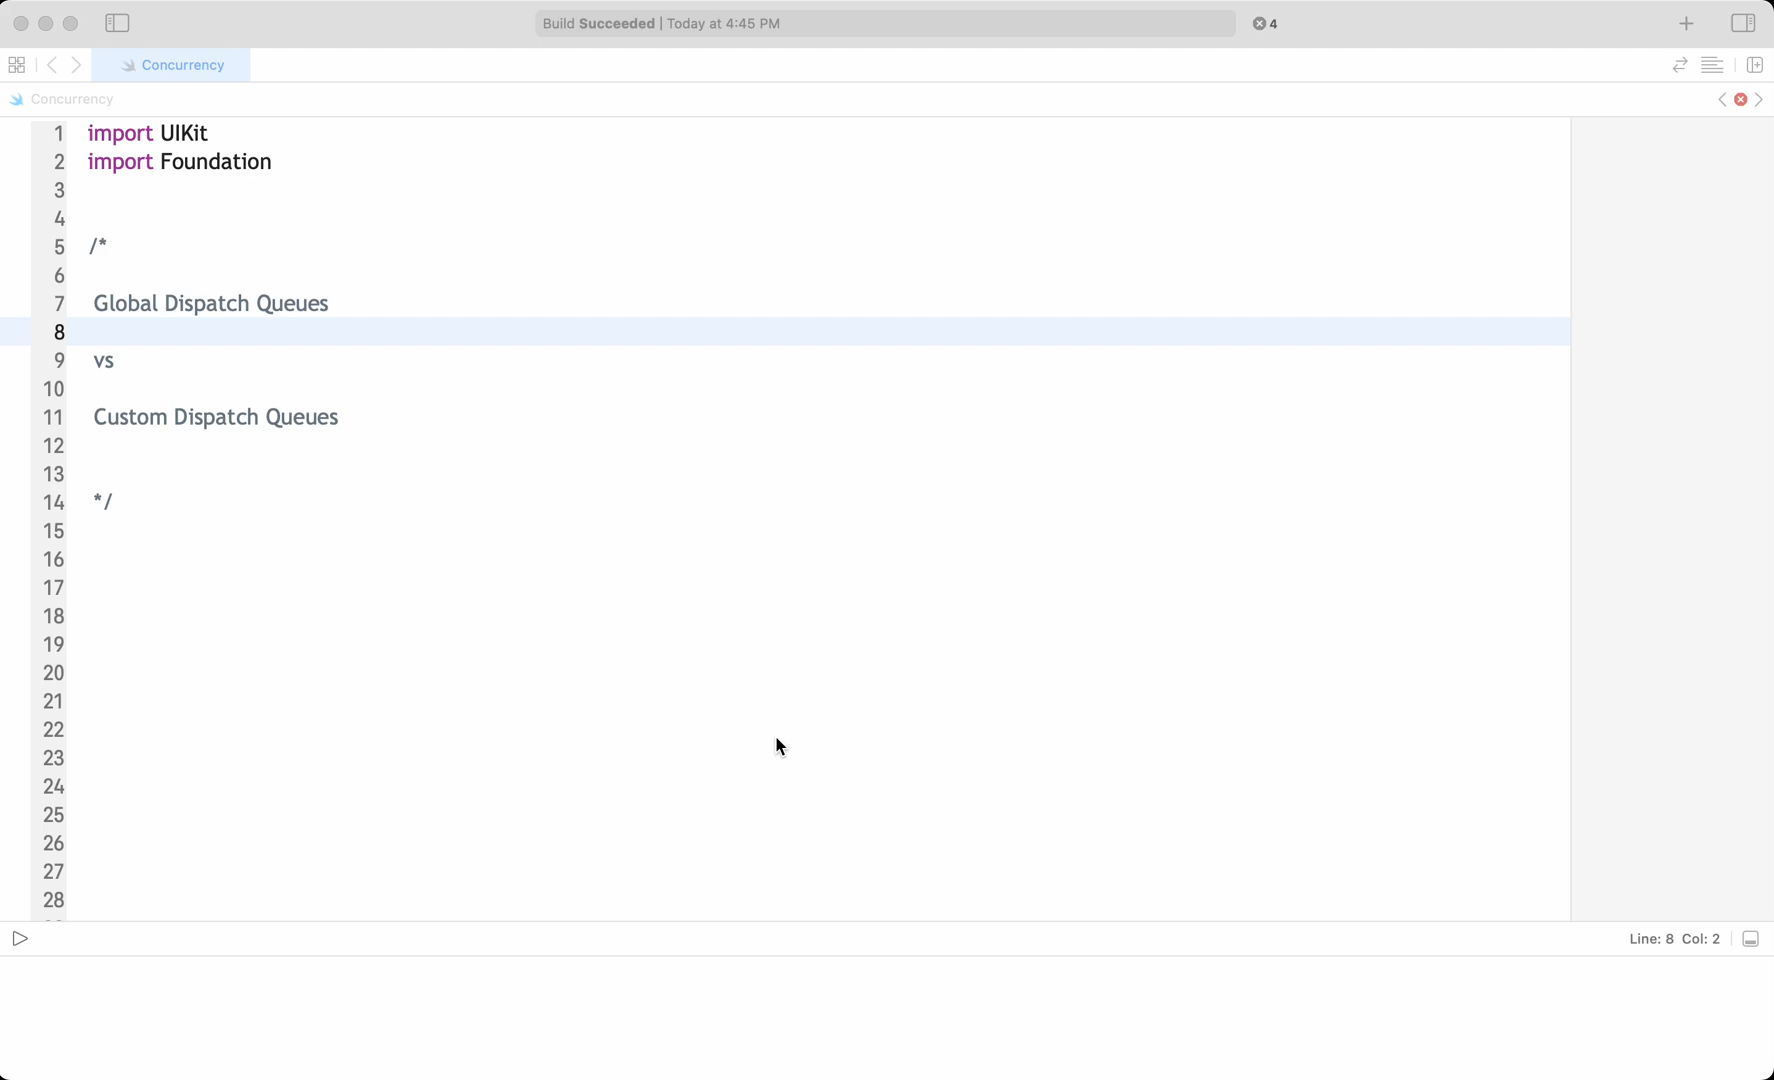 Build Succeeded | Today at 4:45 PM
4
Concurrency
Concurrency
1 import UIKit
2 import Foundation
3
4
5 /*
6
7 Global Dispatch Queues
8
9 vs
10
11 Custom Dispatch Queues
12
13
14 */
15
16
17
18
19
20
21
22
23
24
25
26
27
28
Line: 8 Col: 2